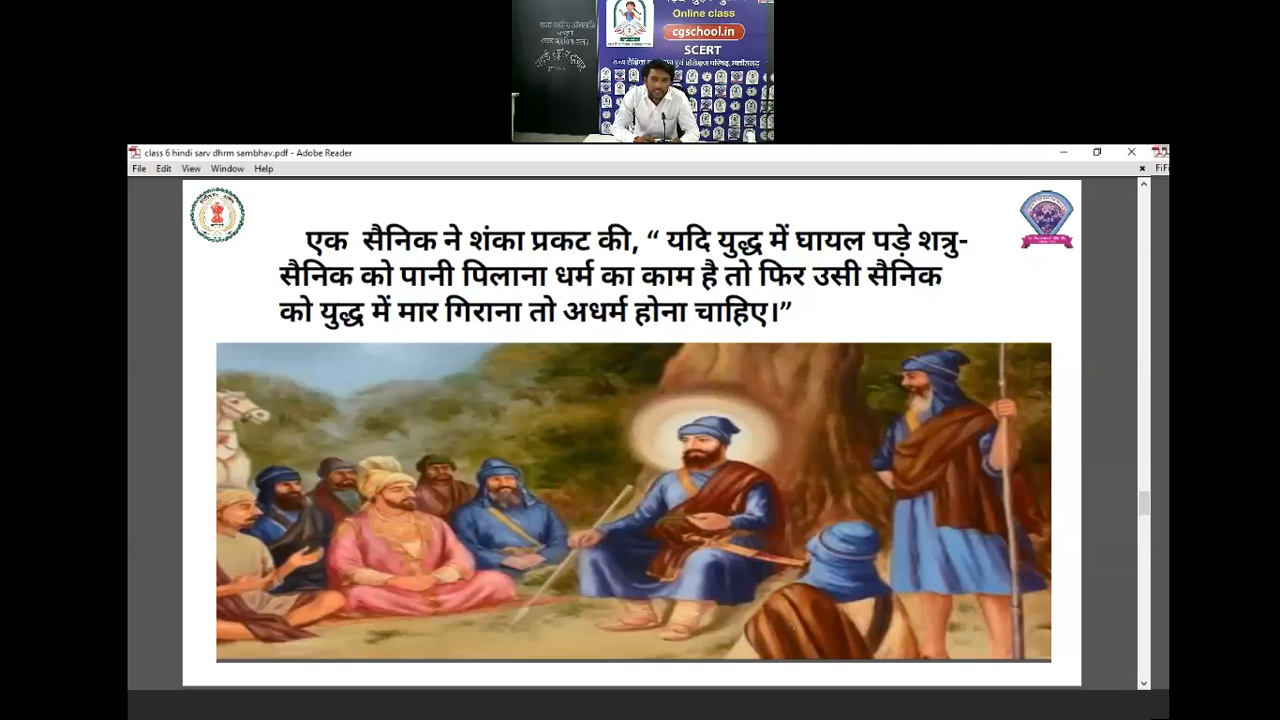 Online class
cgschool.in
SCERT
class 6 hindi sarv dhrm sambhav.pdf - Adobe Reader
File Edit View Window Help
एक सैनिक ने शंका प्रकट की, “ यदि युद्ध में घायल पड़े शत्रु-
सैनिक को पानी पिलाना धर्म का काम है तो फिर उसी सैनिक
को युद्ध में मार गिराना तो अधर्म होना चाहिए।”